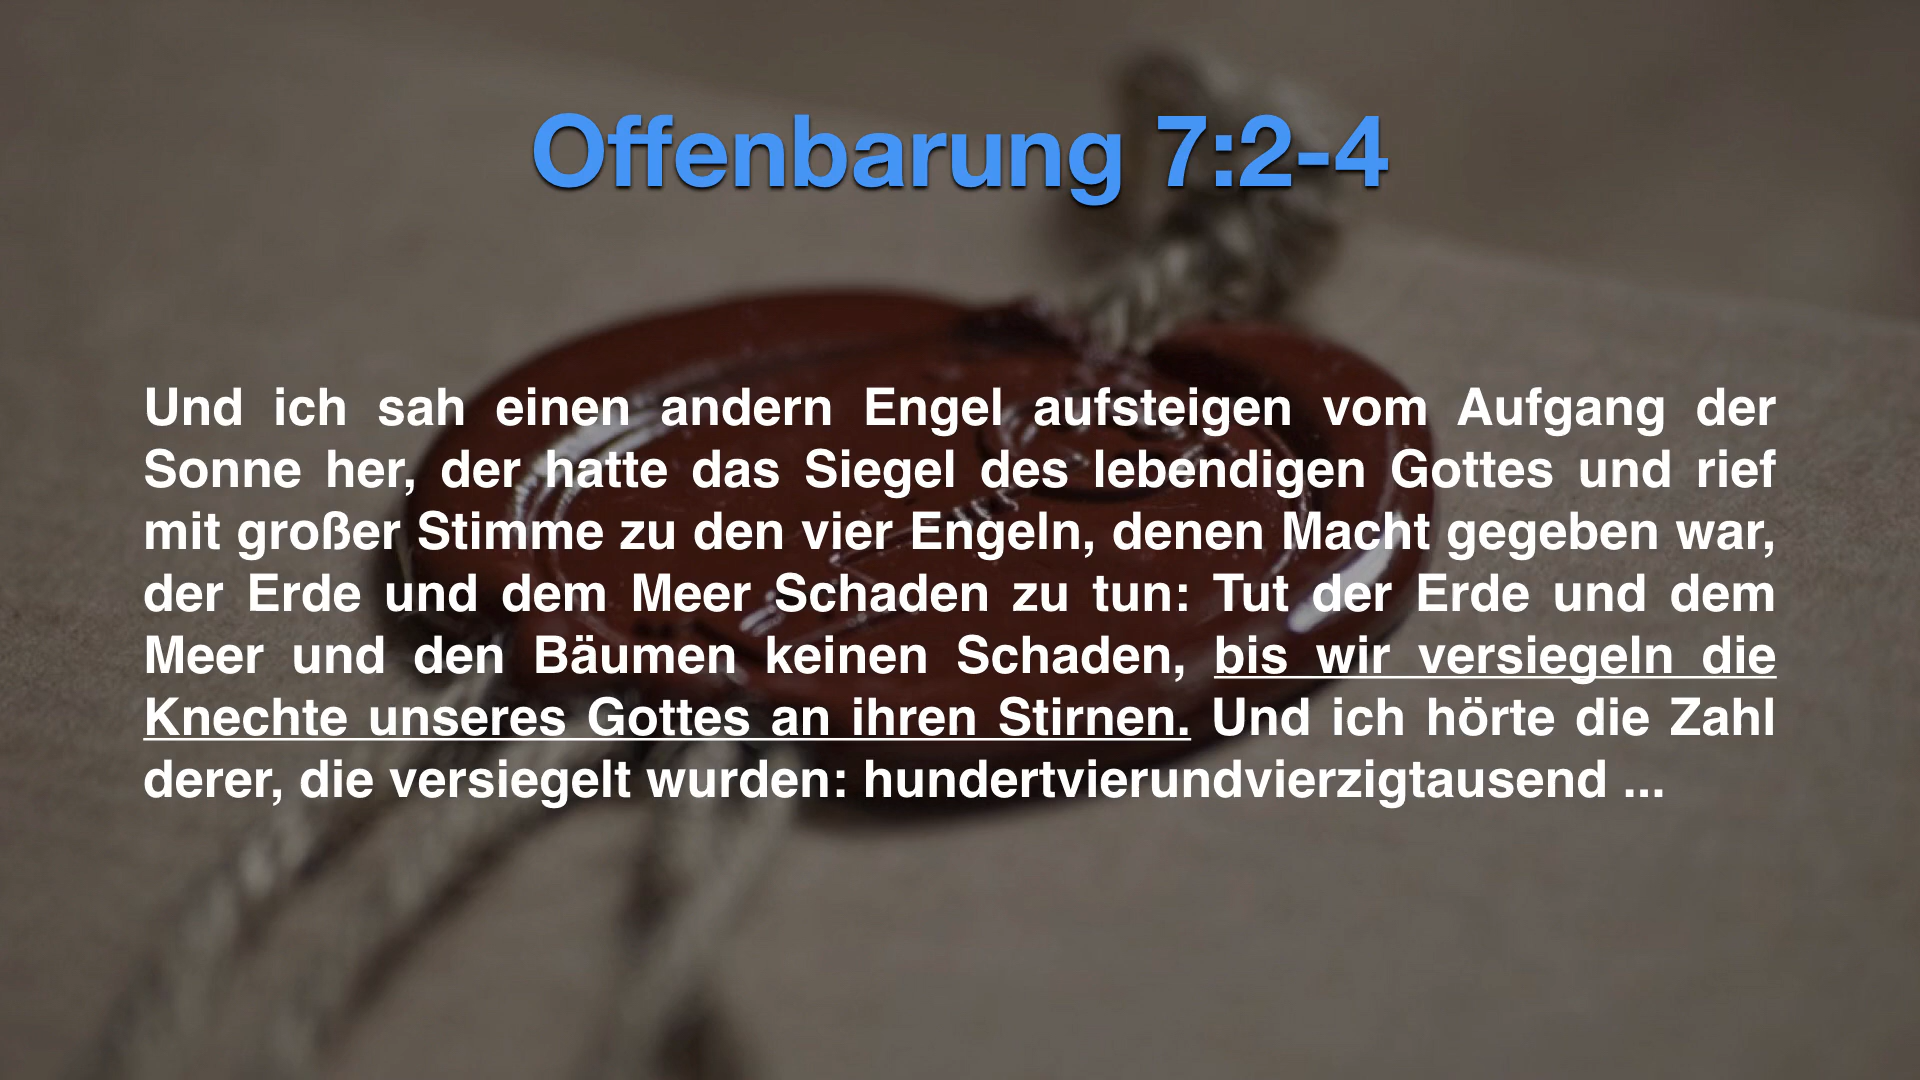 Offenbarung 7:2-4
Und ich sah einen andern Engel aufsteigen vom Aufgang der
Sonne her, der hatte das Siegel des lebendigen Gottes und rief
mit großer Stimme zu den vier Engeln, denen Macht gegeben war,
der Erde und dem Meer Schaden zu tun: Tut der Erde und dem
Meer und den Bäumen keinen Schaden, bis wir versiegeln die
Knechte unseres Gottes an ihren Stirnen. Und ich hörte die Zahl
derer, die versiegelt wurden: hundertvierundvierzigtausend ...